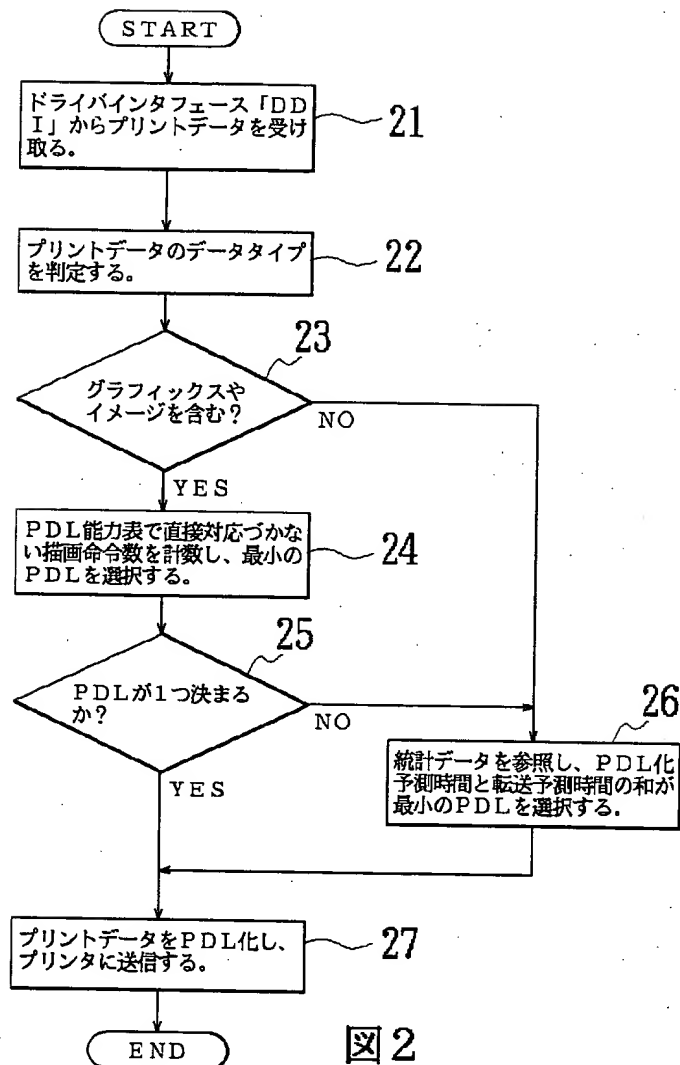 START
ドライバインタフェース「DD
I」からプリントデータを受け
取る。
21
プリントデータのデータタイプ
を判定する。
22
23
グラフィックスや
イメージを含む?
NO
YES
PDL能力表で直接対応づかな
い描画命令数を計数し、最小の
PDLを選択する。
24
25
PDLが1つ決まる
か?
NO
YES
26
統計データを参照し、PDL化
予測時間と転送予測時間の和が
最小のPDLを選択する.
プリントデータをPDL化し、
プリンタに送信する。
27
END
図2